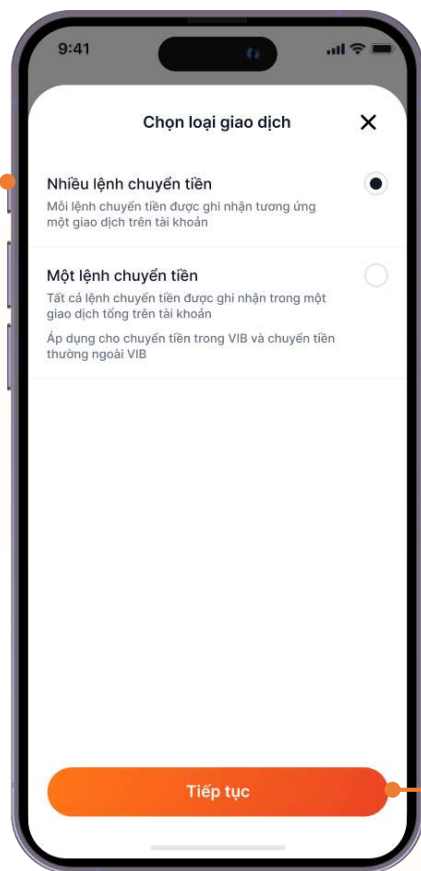 9:41
Chọn loại giao dịch
Nhiều lệnh chuyển tiền
Mỗi lệnh chuyển tiền được ghi nhận tương ứng
một giao dịch trên tài khoản
Một lệnh chuyển tiền
Tất cả lệnh chuyển tiền được ghi nhận trong một
giao dịch tổng trên tài khoản
Áp dụng cho chuyển tiền trong VIB và chuyển tiền
thường ngoài VIB
Tiếp tục